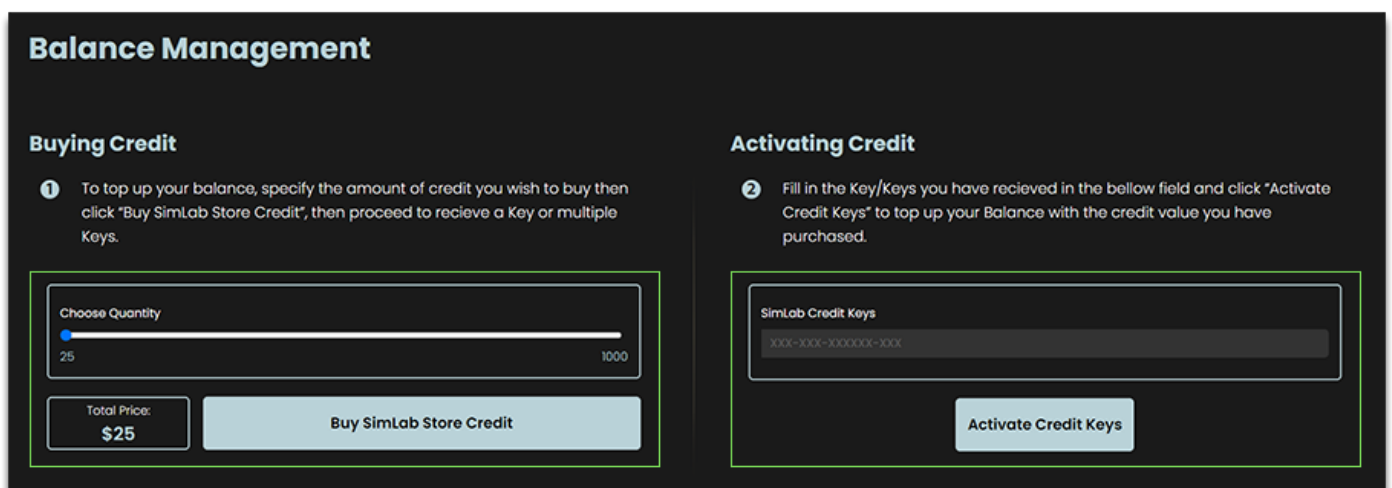 Balance Management
Buying Credit
1 To top up your balance, specify the amount of credit you wish to buy then
click "Buy SimLab Store Credit", then proceed to recieve a Key or multiple
Keys.
Choose Quantity
25 1000
Total Price:
$25
Buy SimLab Store Credit
Activating Credit
2 Fill in the Key/Keys you have recieved in the bellow field and click "Activate
Credit Keys" to top up your Balance with the credit value you have
purchased.
SimLab Credit Keys
xxx-xxx-xxxxxx-xxx
Activate Credit Keys